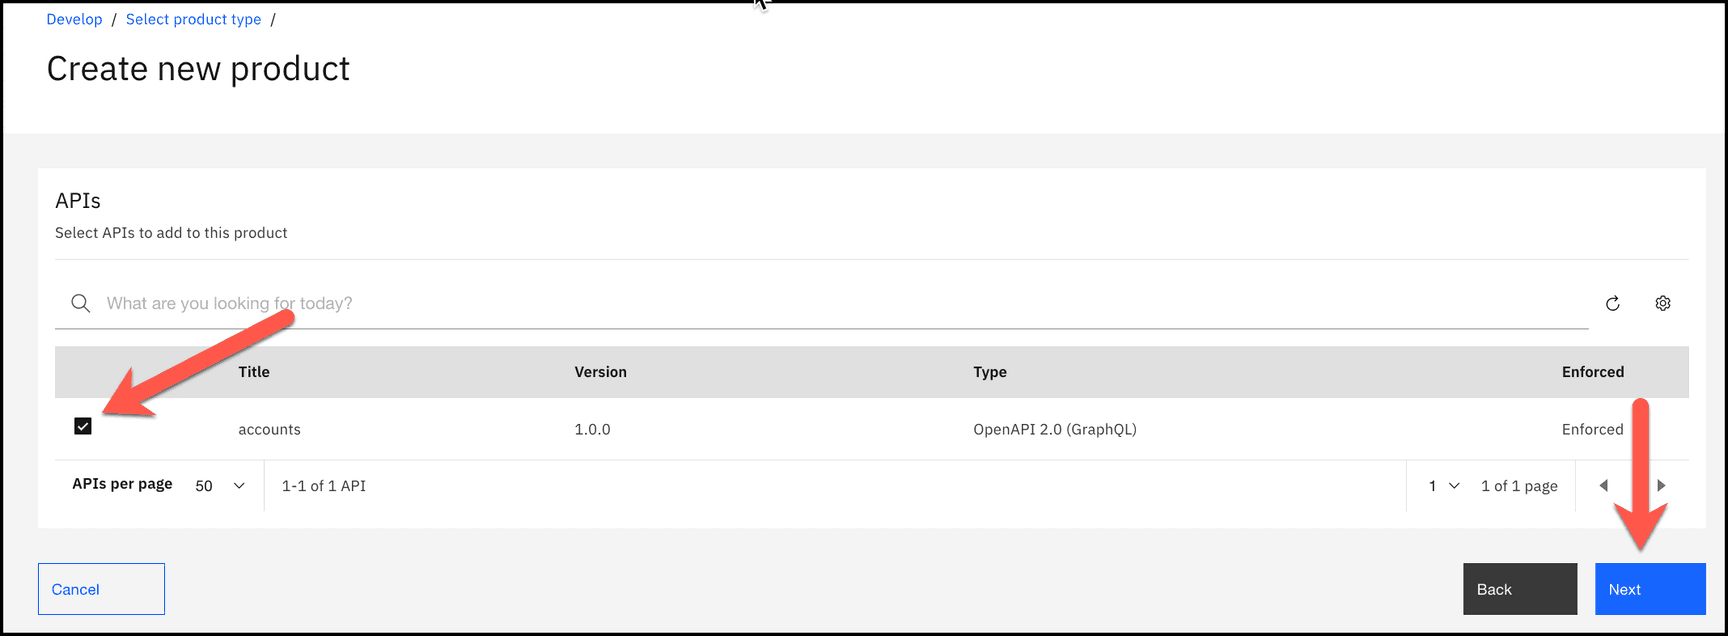 Develop / Select product type /
Create new product
APIs
Select APIs to add to this product
What are you looking for today?
Title Version Type Enforced
accounts 1.0.0 OpenAPI 2.0 (GraphQL) Enforced
APIs per page 50 1-1 of 1 API 1 1 of 1 page
Cancel Back Next